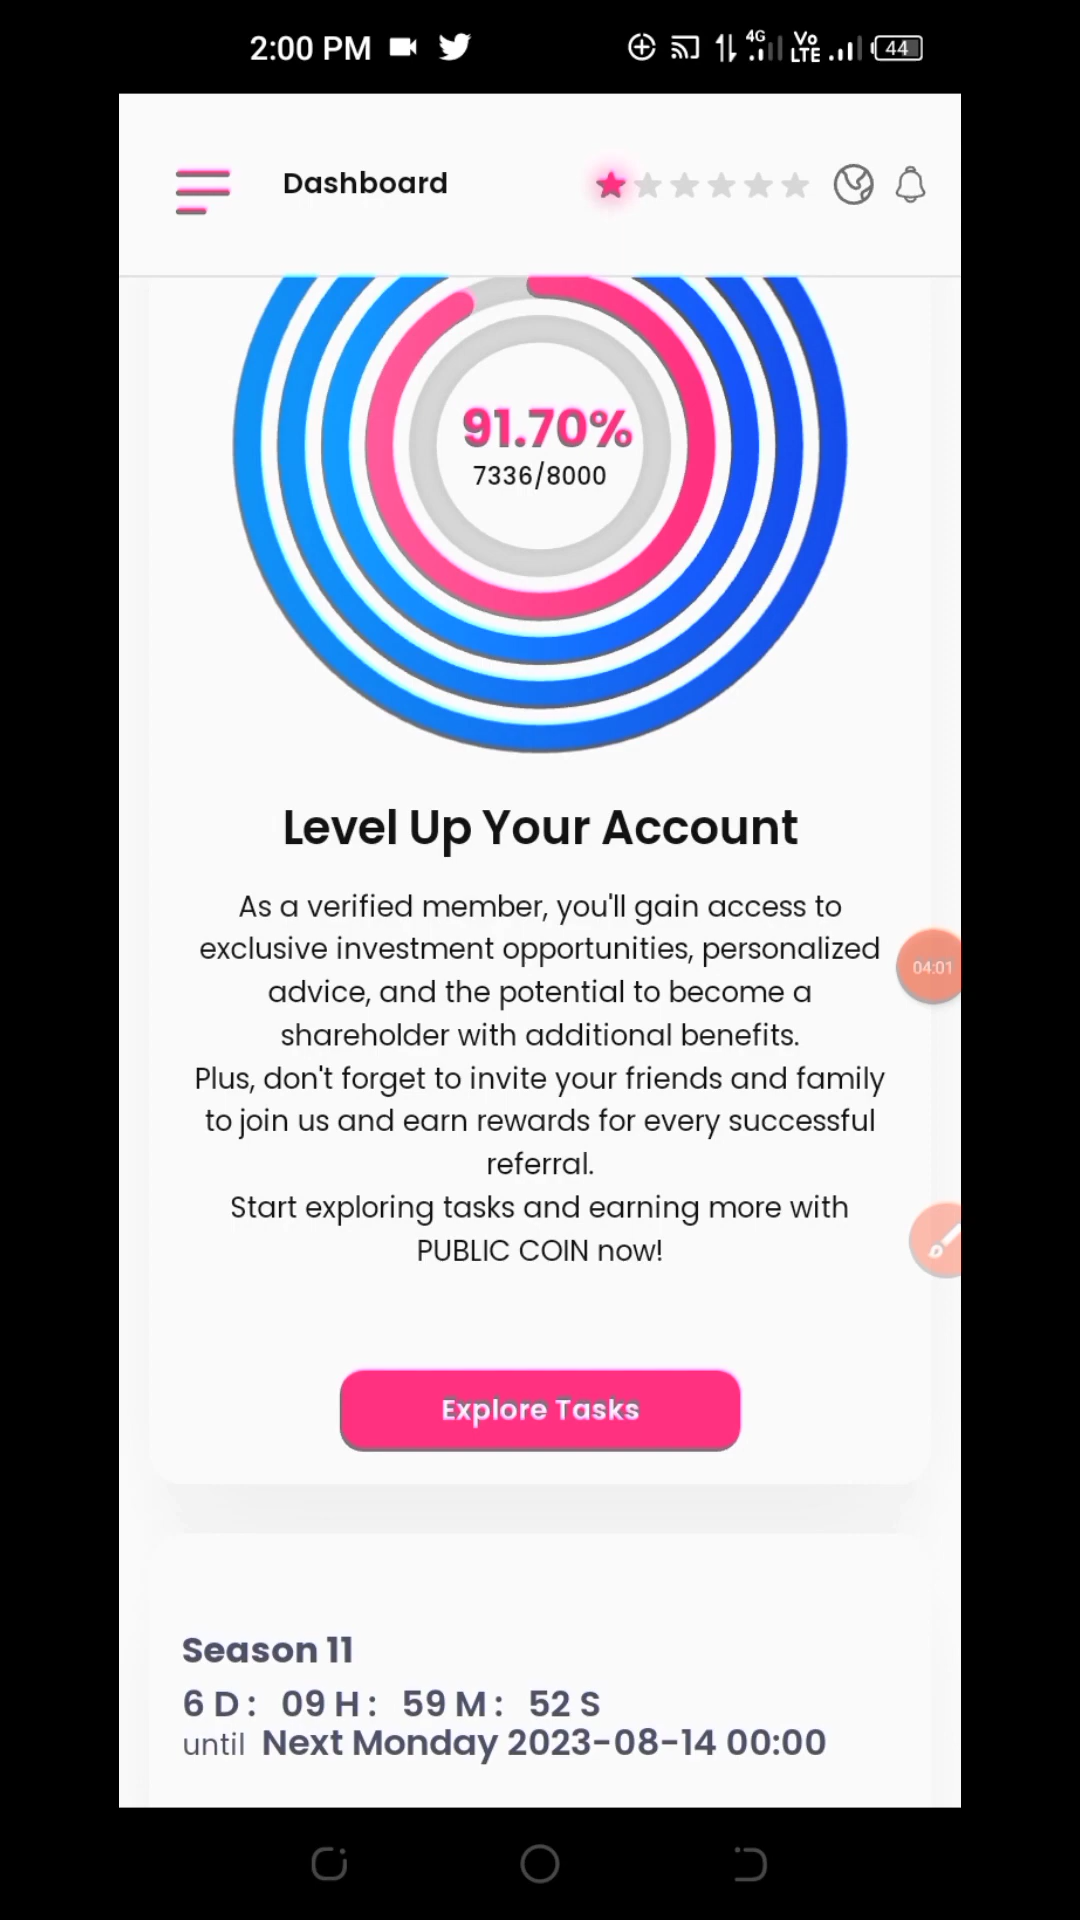 2:00 PM
4G
Vo
LTE
44
Dashboard
91.70%
7336/8000
Level Up Your Account
As a verified member, you'll gain access to
exclusive investment opportunities, personalized
advice, and the potential to become a
shareholder with additional benefits.
Plus, don't forget to invite your friends and family
to join us and earn rewards for every successful
referral.
Start exploring tasks and earning more with
PUBLIC COIN now!
04:01
Explore Tasks
Season 11
6 D : 09 H : 59 M : 52 S
until Next Monday 2023-08-14 00:00